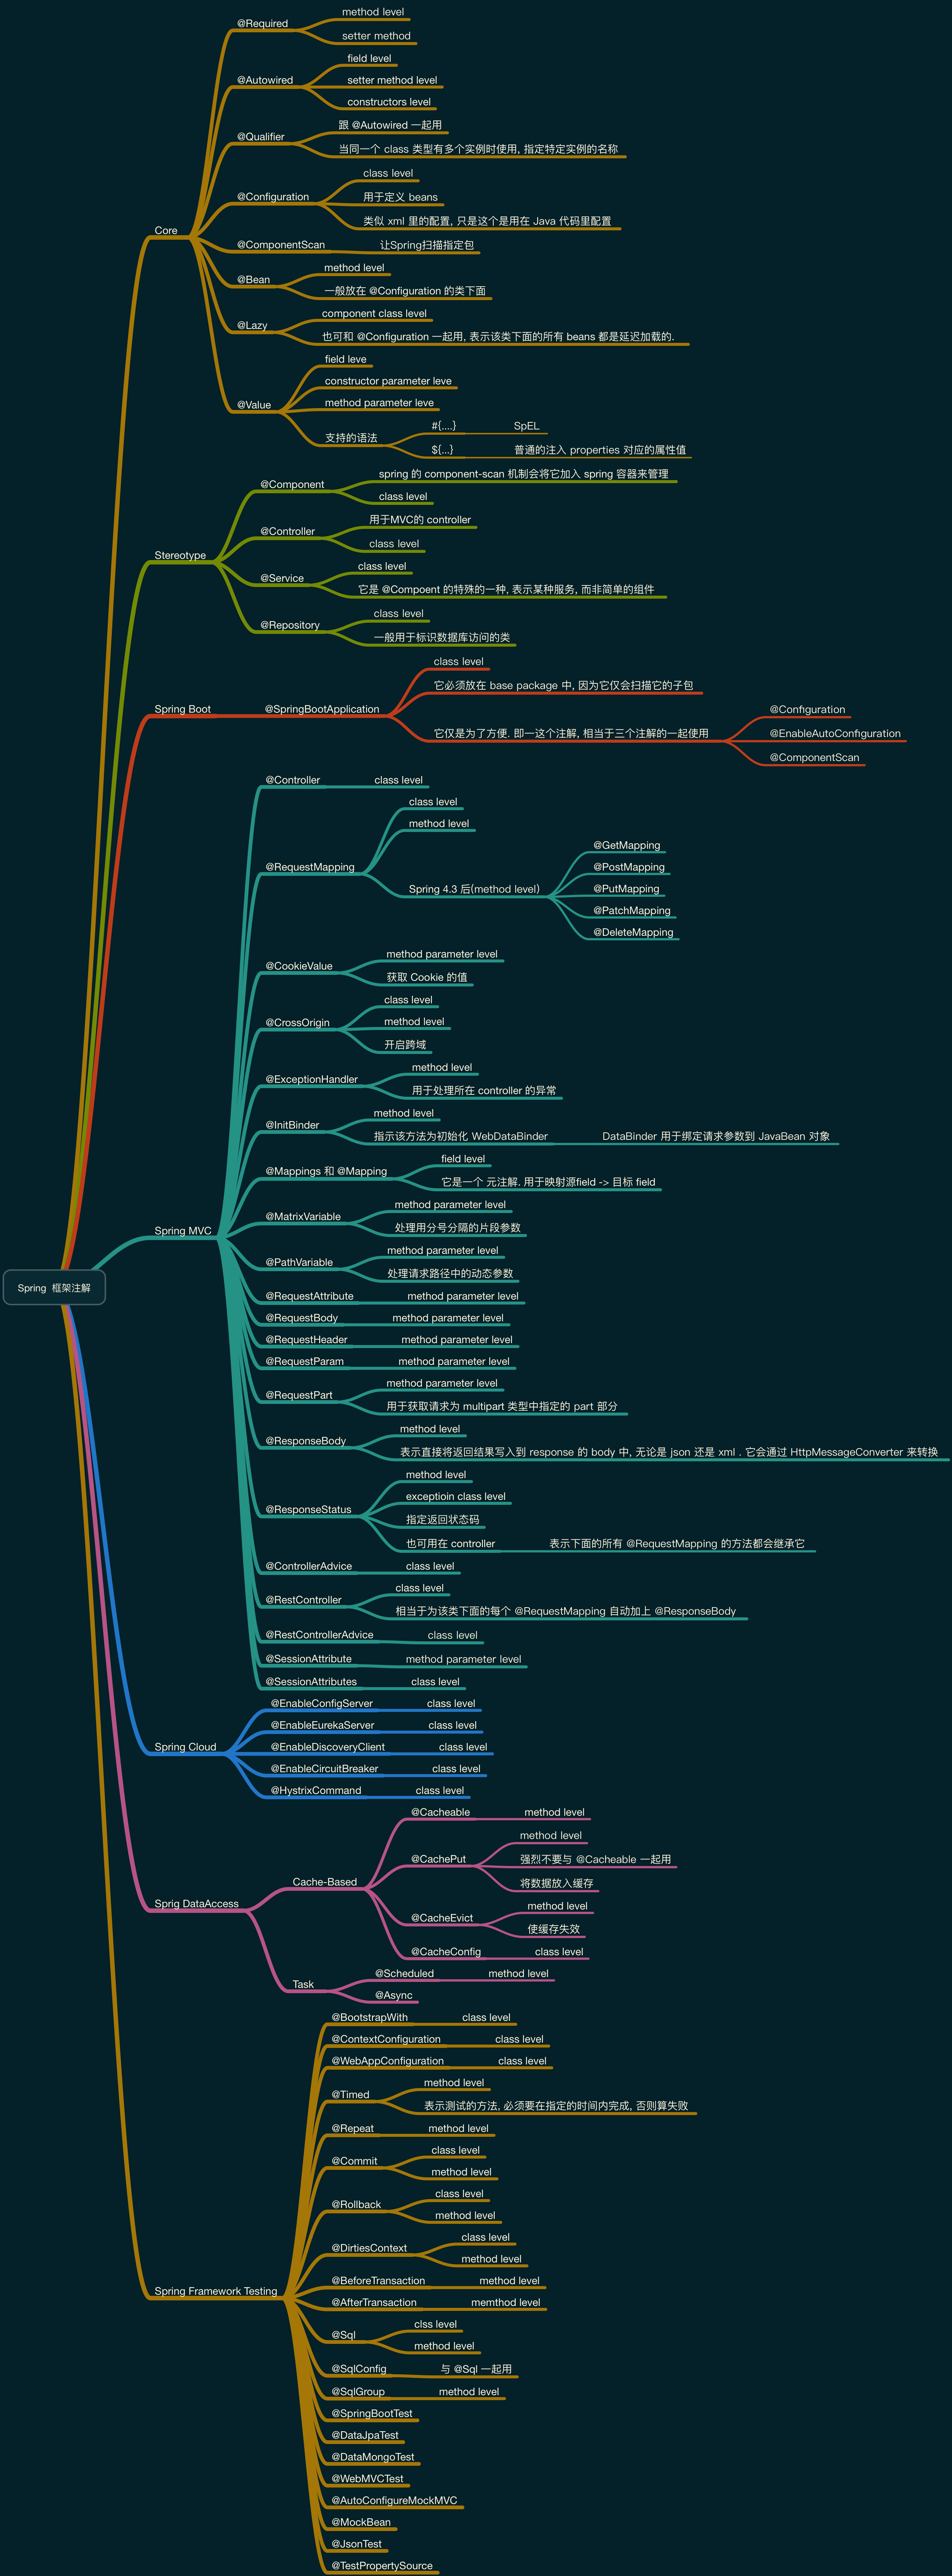 Spring 框架注解
Core
@Required
method level
setter method
@Autowired
field level
setter method level
constructors level
@Qualifier
跟 @Autowired 一起用
当同一个 class 类型有多个实例时使用, 指定特定实例的名称
@Configuration
class level
用于定义 beans
类似 xml 里的配置, 只是这个是用在 Java 代码里配置
@ComponentScan
让Spring扫描指定包
@Bean
method level
一般放在 @Configuration 的类下面
@Lazy
component class level
也可和 @Configuration 一起用, 表示该类下面的所有 beans 都是延迟加载的.
@Value
field leve
constructor parameter leve
method parameter leve
支持的语法
#{....}
SpEL
${...}
普通的注入 properties 对应的属性值
Stereotype
@Component
spring 的 component-scan 机制会将它加入 spring 容器来管理
class level
@Controller
用于MVC的 controller
class level
@Service
class level
它是 @Compoent 的特殊的一种, 表示某种服务, 而非简单的组件
@Repository
class level
一般用于标识数据库访问的类
Spring Boot
@SpringBootApplication
class level
它必须放在 base package 中, 因为它仅会扫描它的子包
它仅是为了方便. 即一这个注解, 相当于三个注解的一起使用
@Configuration
@EnableAutoConfiguration
@ComponentScan
Spring MVC
@Controller
class level
@RequestMapping
class level
method level
Spring 4.3 后(method level)
@GetMapping
@PostMapping
@PutMapping
@PatchMapping
@DeleteMapping
@CookieValue
method parameter level
获取 Cookie 的值
@CrossOrigin
class level
method level
开启跨域
@ExceptionHandler
method level
用于处理所在 controller 的异常
@InitBinder
method level
指示该方法为初始化 WebDataBinder
DataBinder 用于绑定请求参数到 JavaBean 对象
@Mappings 和 @Mapping
field level
它是一个 元注解. 用于映射源field -> 目标 field
@MatrixVariable
method parameter level
处理用分号分隔的片段参数
@PathVariable
method parameter level
处理请求路径中的动态参数
@RequestAttribute
method parameter level
@RequestBody
method parameter level
@RequestHeader
method parameter level
@RequestParam
method parameter level
@RequestPart
method parameter level
用于获取请求为 multipart 类型中指定的 part 部分
@ResponseBody
method level
表示直接将返回结果写入到 response 的 body 中, 无论是 json 还是 xml . 它会通过 HttpMessageConverter 来转换
@ResponseStatus
method level
exceptioin class level
指定返回状态码
也可用在 controller
表示下面的所有 @RequestMapping 的方法都会继承它
@ControllerAdvice
class level
@RestController
class level
相当于为该类下面的每个 @RequestMapping 自动加上 @ResponseBody
@RestControllerAdvice
class level
@SessionAttribute
method parameter level
@SessionAttributes
class level
Spring Cloud
@EnableConfigServer
class level
@EnableEurekaServer
class level
@EnableDiscoveryClient
class level
@EnableCircuitBreaker
class level
@HystrixCommand
class level
Sprig DataAccess
Cache-Based
@Cacheable
method level
@CachePut
method level
强烈不要与 @Cacheable 一起用
将数据放入缓存
@CacheEvict
method level
使缓存失效
@CacheConfig
class level
Task
@Scheduled
method level
@Async
Spring Framework Testing
@BootstrapWith
class level
@ContextConfiguration
class level
@WebAppConfiguration
class level
@Timed
method level
表示测试的方法, 必须要在指定的时间内完成, 否则算失败
@Repeat
method level
@Commit
class level
method level
@Rollback
class level
method level
@DirtiesContext
class level
method level
@BeforeTransaction
method level
@AfterTransaction
memthod level
@Sql
clss level
method level
@SqlConfig
与 @Sql 一起用
@SqlGroup
method level
@SpringBootTest
@DataJpaTest
@DataMongoTest
@WebMVCTest
@AutoConfigureMockMVC
@MockBean
@JsonTest
@TestPropertySource